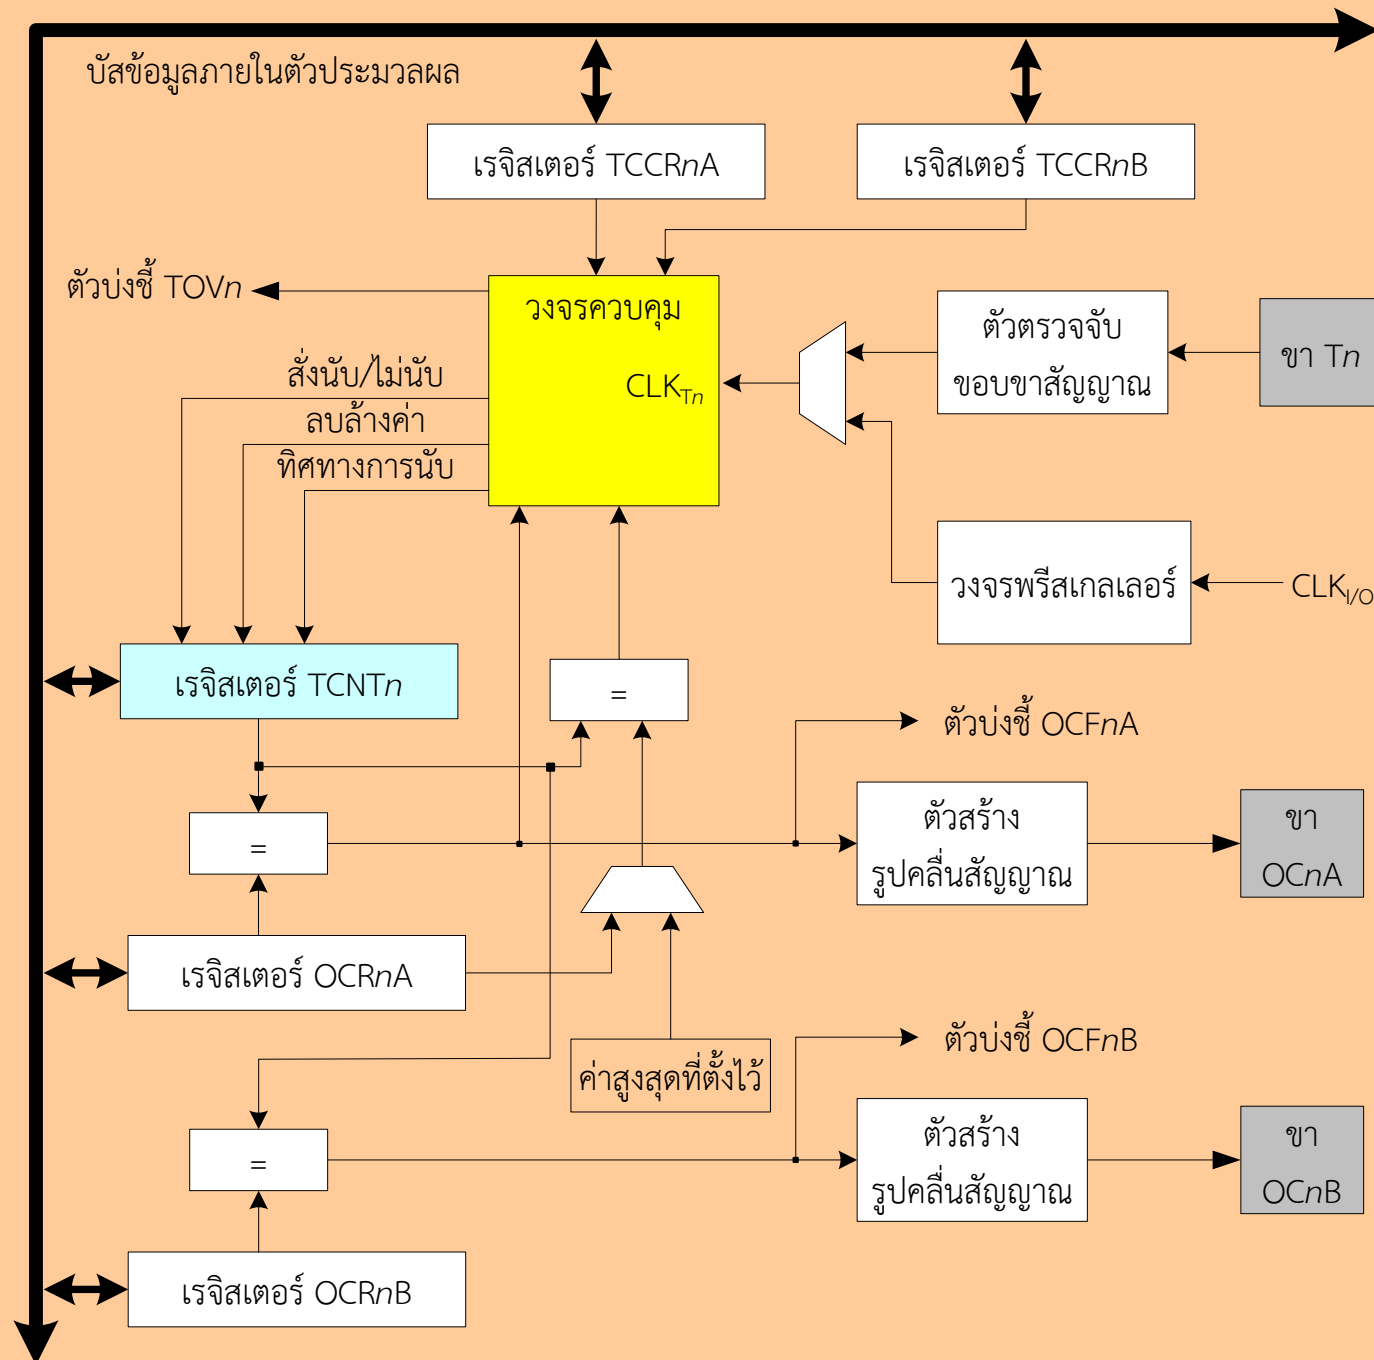 บัสข้อมูลภายในตัวประมวลผล
เรจิสเตอร์ TCCRnA
เรจิสเตอร์ TCCRnB
ตัวบ่งชี้ TOVn
วงจรควบคุม
CLKTn
ตัวตรวจจับ
ขอบขาสัญญาณ
ขา Tn
สั่งนับ/ไม่นับ
ลบล้างค่า
ทิศทางการนับ
วงจรพรีสเกลเลอร์
CLKI/O
เรจิสเตอร์ TCNTn
=
ตัวบ่งชี้ OCFnA
=
ตัวสร้าง
รูปคลื่นสัญญาณ
ขา
OCnA
เรจิสเตอร์ OCRnA
ค่าสูงสุดที่ตั้งไว้
ตัวบ่งชี้ OCFnB
=
ตัวสร้าง
รูปคลื่นสัญญาณ
ขา
OCnB
เรจิสเตอร์ OCRnB